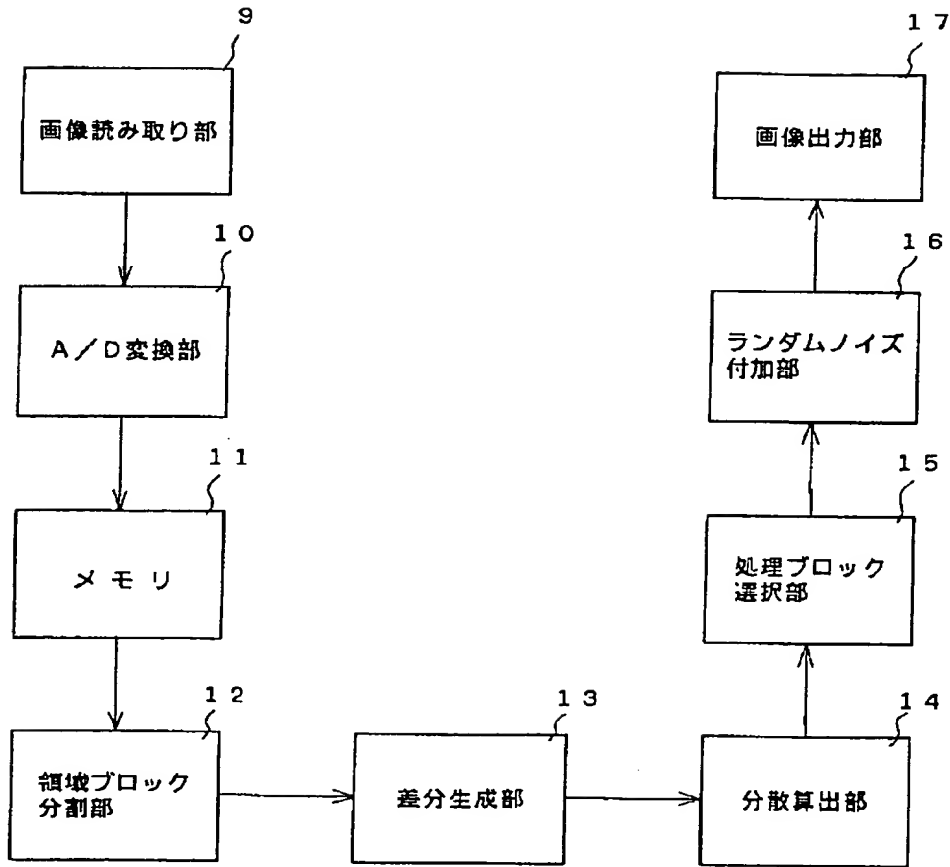 9
画像読み取り部
10
A/D変換部
11
メモリ
12
領域ブロック
分割部
13
差分生成部
14
分散算出部
15
処理ブロック
選択部
16
ランダムノイズ
付加部
17
画像出力部